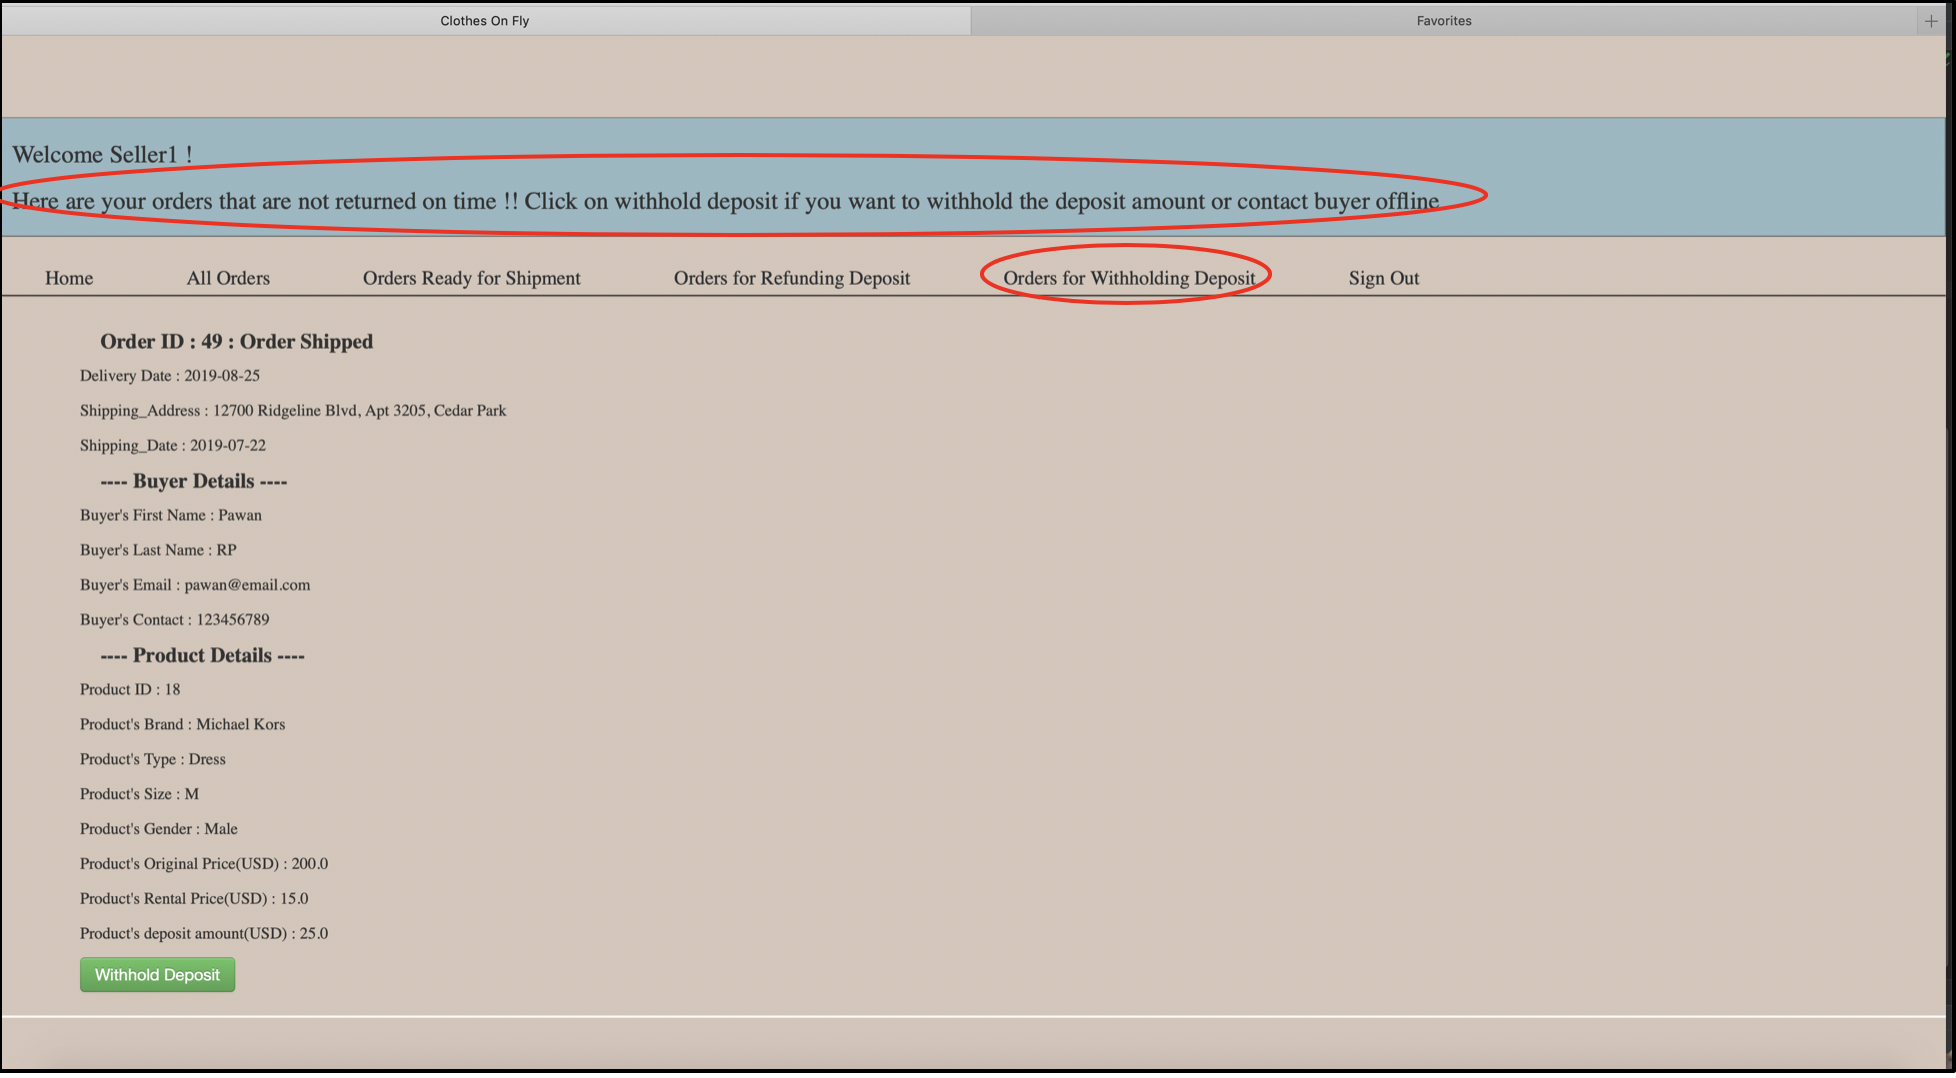 Clothes On Fly
Favorites
Welcome Seller1 !
Here are your orders that are not returned on time !! Click on withhold deposit if you want to withhold the deposit amount or contact buyer offline
Home All Orders Orders Ready for Shipment Orders for Refunding Deposit Orders for Withholding Deposit Sign Out
Order ID : 49 : Order Shipped
Delivery Date : 2019-08-25
Shipping_Address : 12700 Ridgeline Blvd, Apt 3205, Cedar Park
Shipping_Date : 2019-07-22
---- Buyer Details ----
Buyer's First Name : Pawan
Buyer's Last Name : RP
Buyer's Email : pawan@email.com
Buyer's Contact : 123456789
---- Product Details ----
Product ID : 18
Product's Brand : Michael Kors
Product's Type : Dress
Product's Size : M
Product's Gender : Male
Product's Original Price(USD) : 200.0
Product's Rental Price(USD) : 15.0
Product's deposit amount(USD) : 25.0
Withhold Deposit